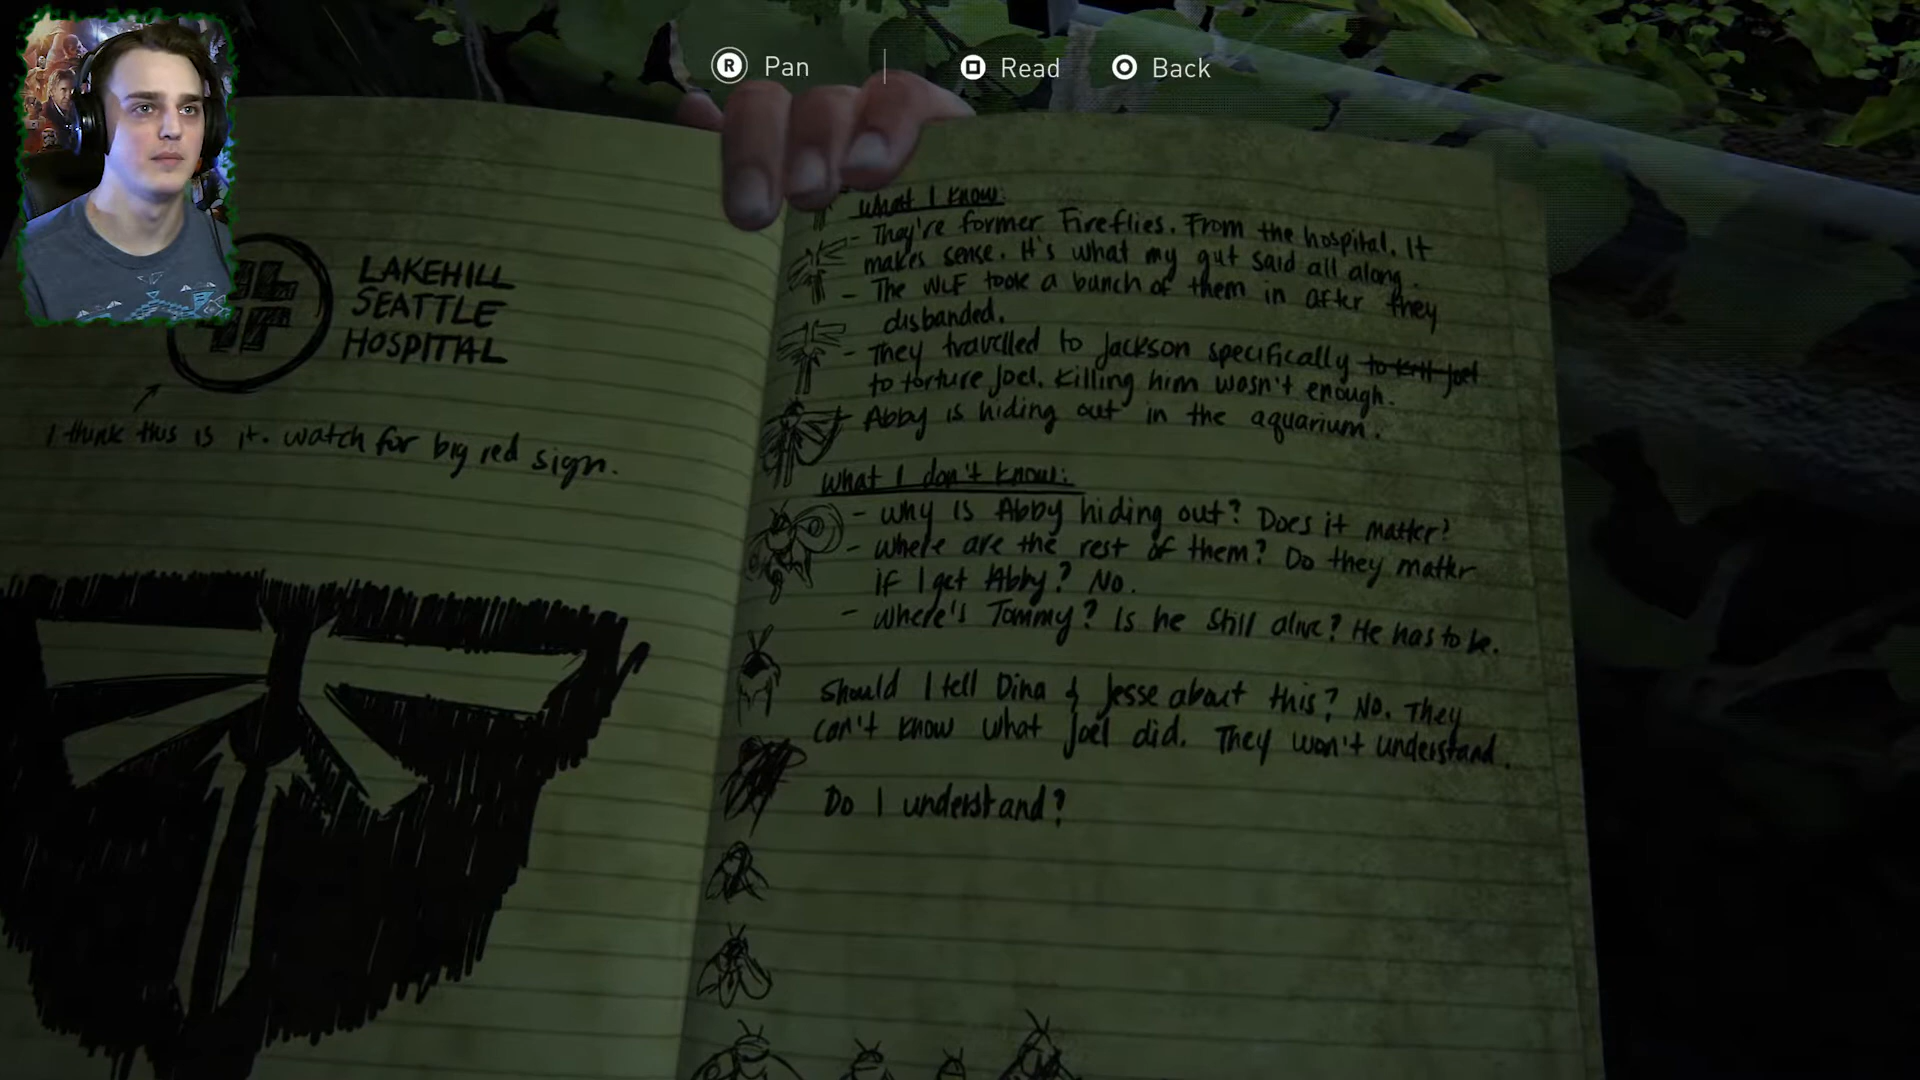 R Pan Read Back
LAKEHILL
SEATTLE
HOSPITAL
I think this is it. watch for big red sign.
What I know:
- They're former Fireflies. From the hospital. It
makes sense. It's what my gut said all along.
- The WLF took a bunch of them in after they
disbanded.
- They travelled to Jackson specifically to kill Joel
to torture Joel. Killing him wasn't enough.
- Abby is hiding out in the aquarium.
What I don't know:
- why is Abby hiding out? Does it matter?
- where are the rest of them? Do they matter
if I get Abby? No.
- where's Tommy? Is he still alive? He has to be.
Should I tell Dina & Jesse about this? No. They
can't know what Joel did. They won't understand.
Do I understand?